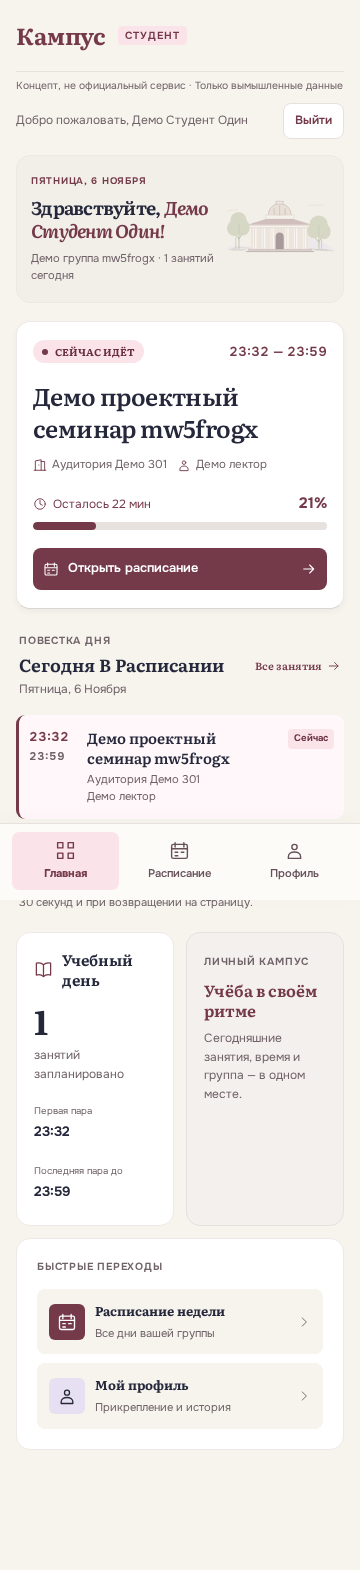 Кампус
СТУДЕНТ
Концепт, не официальный сервис · Только вымышленные данные
Добро пожаловать, Демо Студент Один
Выйти
ПЯТНИЦА, 6 НОЯБРЯ
Здравствуйте, Демо
Студент Один!
Демо группа mw5frogx · 1 занятий
сегодня
СЕЙЧАС ИДЁТ
23:32 — 23:59
Демо проектный
семинар mw5frogx
Аудитория Демо 301
Демо лектор
Осталось 22 мин
21%
Открыть расписание
ПОВЕСТКА ДНЯ
Сегодня В Расписании
Все занятия
Пятница, 6 Ноября
23:32
23:59
Демо проектный
семинар mw5frogx
Аудитория Демо 301
Демо лектор
Сейчас
Главная
Расписание
Профиль
30 секунд и при возвращении на страницу.
Учебный
день
1
занятий
запланировано
Первая пара
23:32
Последняя пара до
23:59
ЛИЧНЫЙ КАМПУС
Учёба в своём
ритме
Сегодняшние
занятия, время и
группа — в одном
месте.
БЫСТРЫЕ ПЕРЕХОДЫ
Расписание недели
Все дни вашей группы
Мой профиль
Прикрепление и история